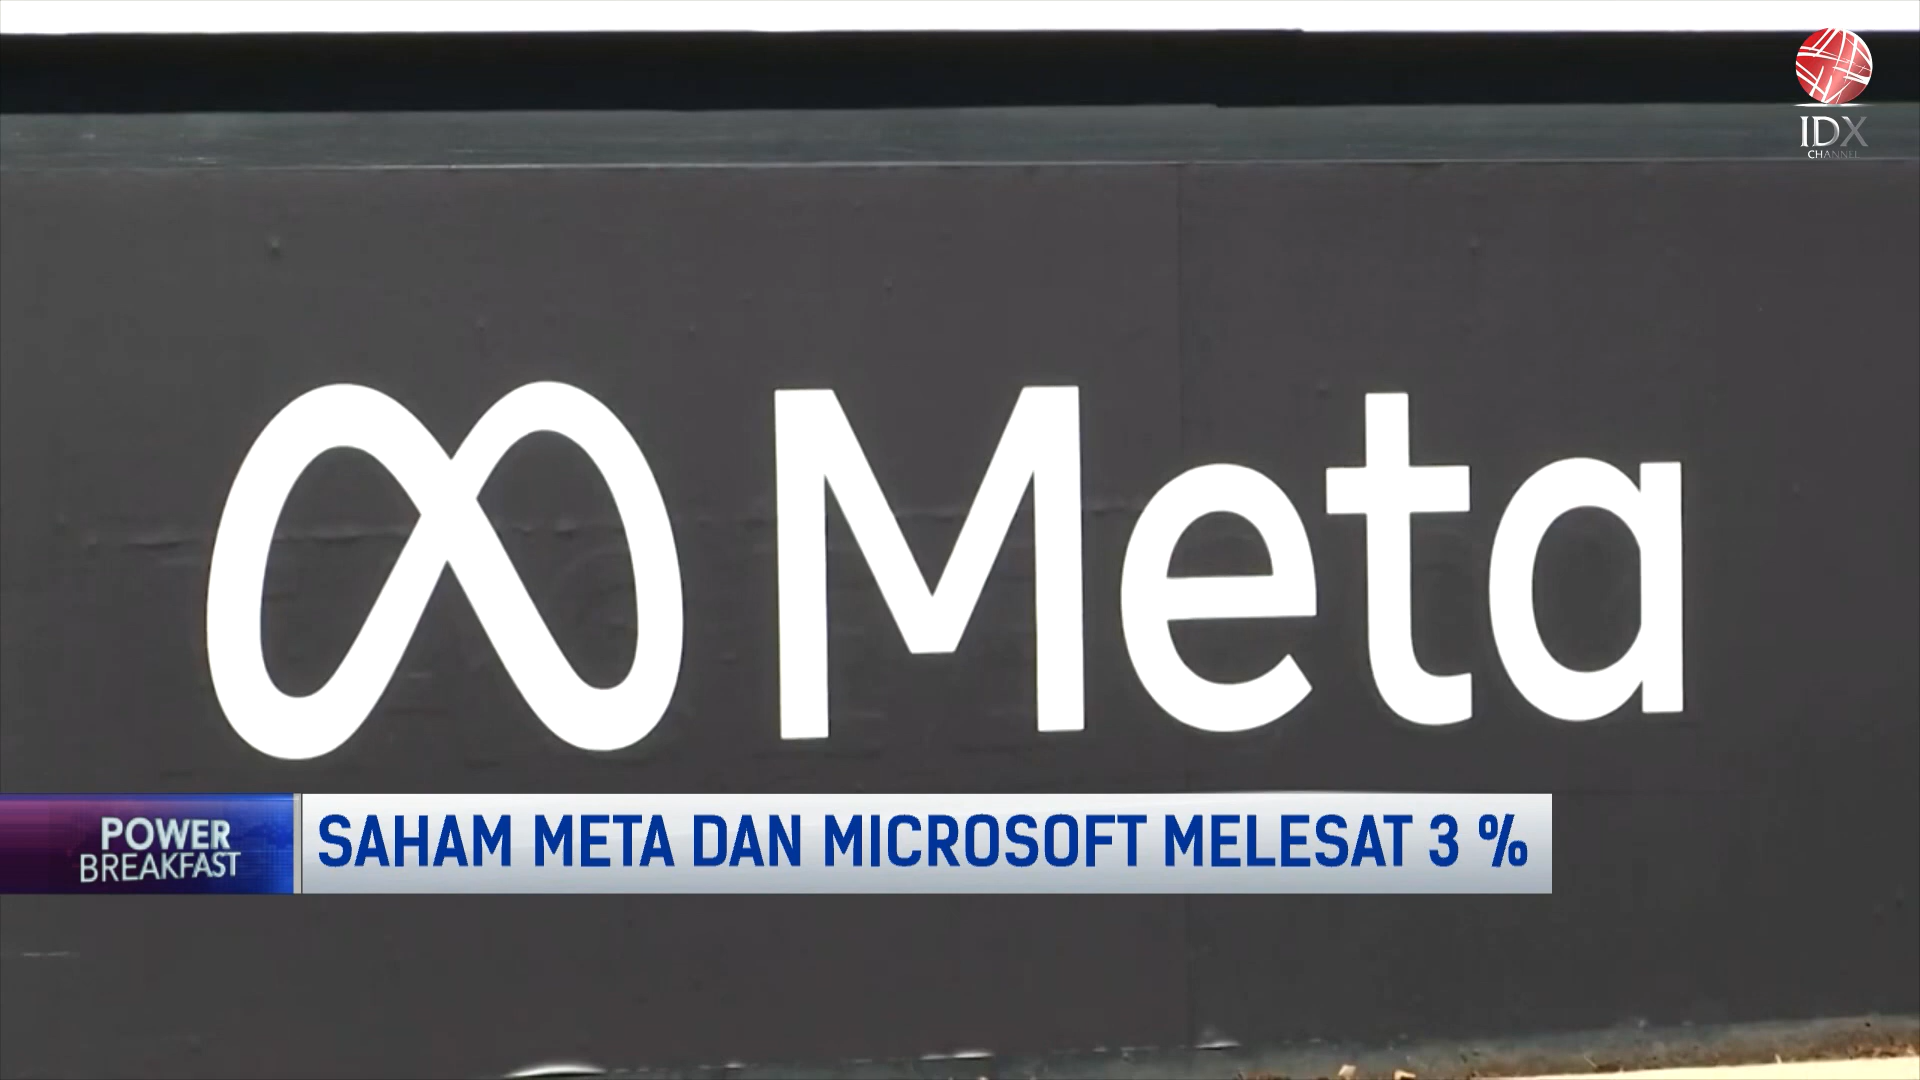 IDX
CHANNEL
Meta
POWER
BREAKFAST
SAHAM META DAN MICROSOFT MELESAT 3 %